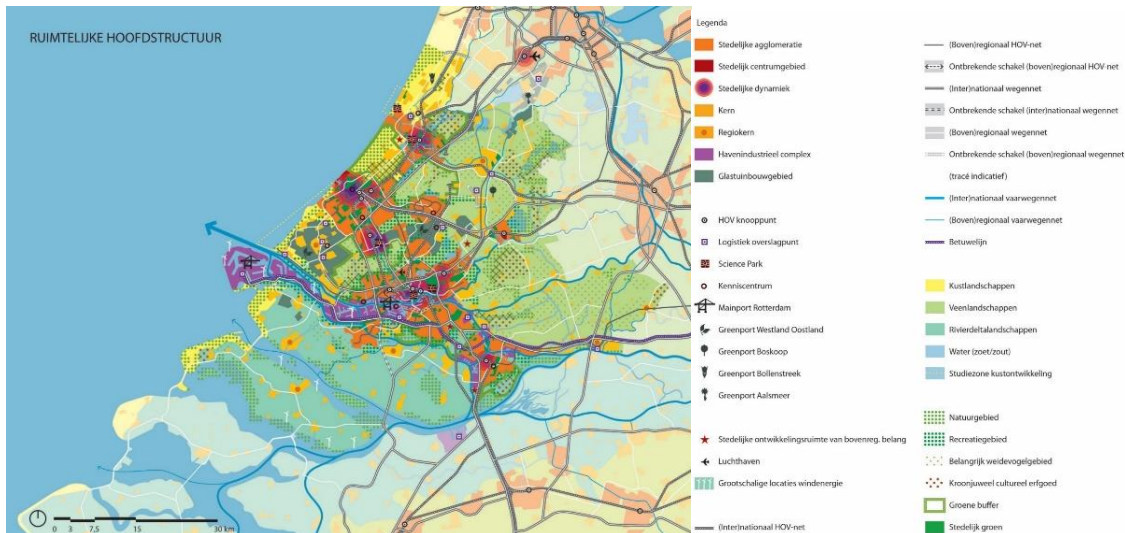 RUIMTELIJKE HOOFDSTRUCTUUR
0 3 7,5 15 30 km
Legenda
Stedelijke agglomeratie
Stedelijk centrumgebied
Stedelijke dynamiek
Kern
Regiokern
Havenindustrieel complex
Glastuinbouwgebied
HOV knooppunt
Logistiek overslagpunt
Science Park
Kenniscentrum
Mainport Rotterdam
Greenport Westland Oostland
Greenport Boskoop
Greenport Bollenstreek
Greenport Aalsmeer
Stedelijke ontwikkelingsruimte van bovenreg. belang
Luchthaven
Grootschalige locaties windenergie
(Inter)nationaal HOV-net
(Boven)regionaal HOV-net
Ontbrekende schakel (boven)regionaal HOV-net
(Inter)nationaal wegennet
Ontbrekende schakel (inter)nationaal wegennet
(Boven)regionaal wegennet
Ontbrekende schakel (boven)regionaal wegennet
(tracé indicatief)
(Inter)nationaal vaarwegennet
(Boven)regionaal vaarwegennet
Betuwelijn
Kustlandschappen
Veenlandschappen
Rivierdeltalandschappen
Water (zoet/zout)
Studiezone kustontwikkeling
Natuurgebied
Recreatiegebied
Belangrijk weidevogelgebied
Kroonjuweel cultureel erfgoed
Groene buffer
Stedelijk groen